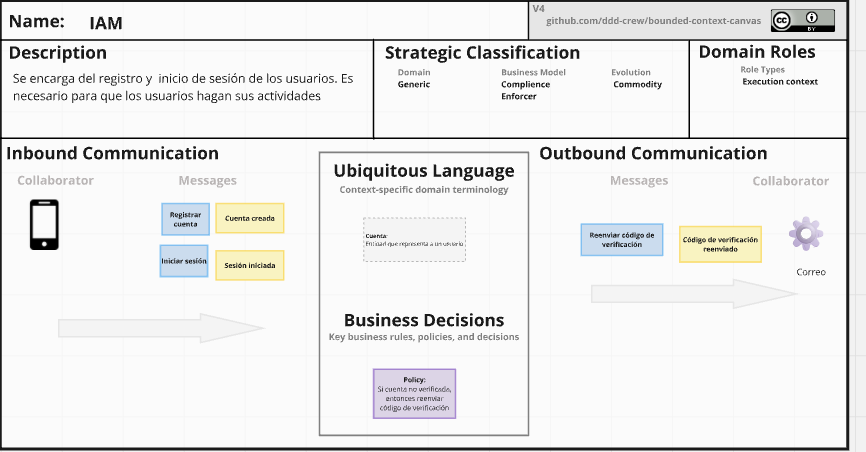 Name: IAM
V4
github.com/ddd-crew/bounded-context-canvas
CC BY
Description
Se encarga del registro y inicio de sesión de los usuarios. Es
necesario para que los usuarios hagan sus actividades
Strategic Classification
Domain
Generic
Business Model
Complience
Enforcer
Evolution
Commodity
Domain Roles
Role Types
Execution context
Inbound Communication
Collaborator
Messages
Registrar
cuenta
Cuenta creada
Iniciar sesión
Sesión iniciada
Ubiquitous Language
Context-specific domain terminology
Cuenta:
Entidad que representa a un usuario
Business Decisions
Key business rules, policies, and decisions
Policy:
Si cuenta no verificada,
entonces reenviar
código de verificación
Outbound Communication
Messages
Collaborator
Reenviar código de
verificación
Código de verificación
reenviado
Correo